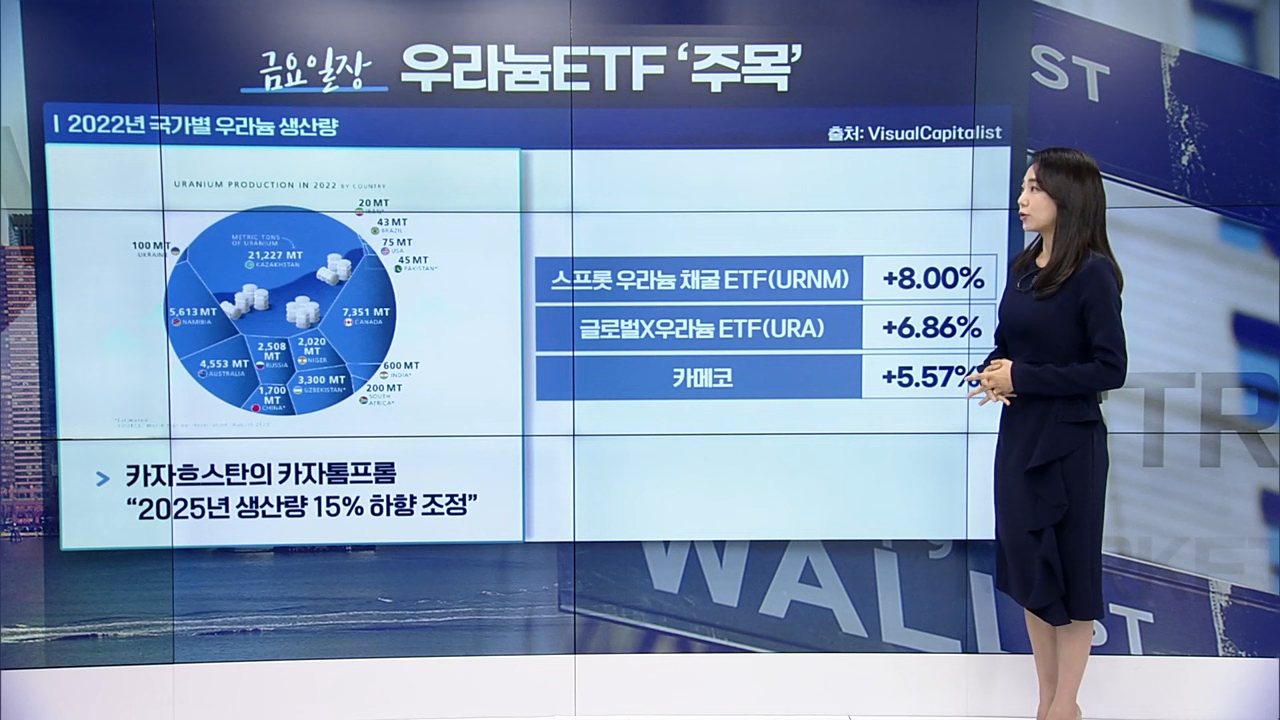 금요일장 우라늄ETF ‘주목’
2022년 국가별 우라늄 생산량
출처: VisualCapitalist
URANIUM PRODUCTION IN 2022 BY COUNTRY
20 MT
IRAN*
43 MT
BRAZIL
75 MT
USA
45 MT
PAKISTAN*
100 MT
UKRAINE
METRIC TONS
OF URANIUM
21,227 MT
KAZAKHSTAN
5,613 MT
NAMIBIA
7,351 MT
CANADA
2,508
MT
RUSSIA
2,020
MT
NIGER
4,553 MT
AUSTRALIA
3,300 MT
UZBEKISTAN*
1,700
MT
CHINA*
600 MT
INDIA*
200 MT
SOUTH
AFRICA*
스프롯 우라늄 채굴 ETF(URNM) +8.00%
글로벌X우라늄 ETF(URA) +6.86%
카메코 +5.57%
카자흐스탄의 카자톰프롬
“2025년 생산량 15% 하향 조정”
ST
TR
WALL
ST